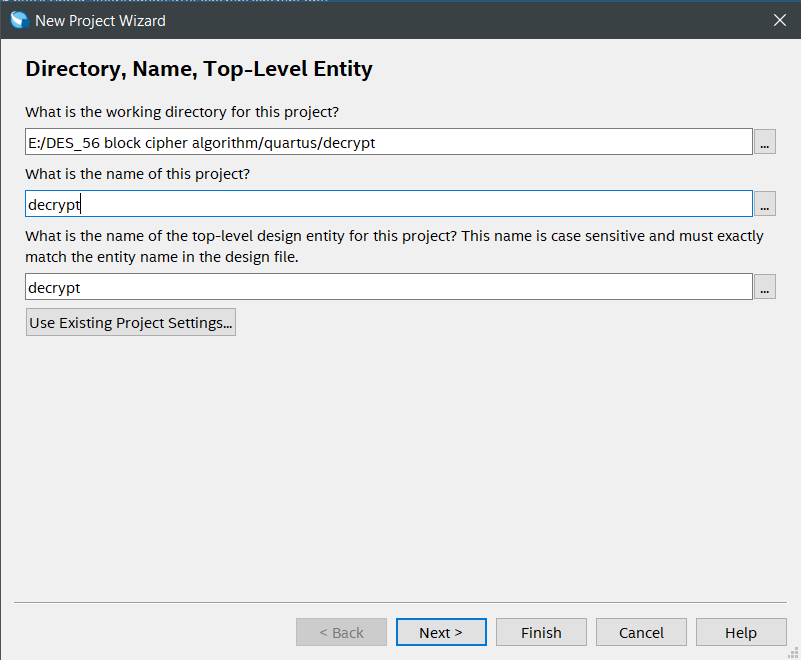 New Project Wizard
Directory, Name, Top-Level Entity
What is the working directory for this project?
E:/DES_56 block cipher algorithm/quartus/decrypt
...
What is the name of this project?
decrypt
...
What is the name of the top-level design entity for this project? This name is case sensitive and must exactly
match the entity name in the design file.
decrypt
...
Use Existing Project Settings...
< Back
Next >
Finish
Cancel
Help